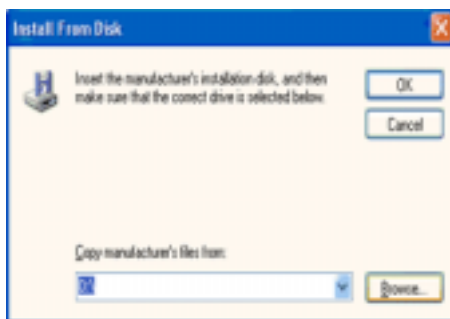 Install From Disk
Insert the manufacturer's installation disk, and then
make sure that the correct drive is selected below.
OK
Cancel
Copy manufacturer's files from:
D:\
Browse...